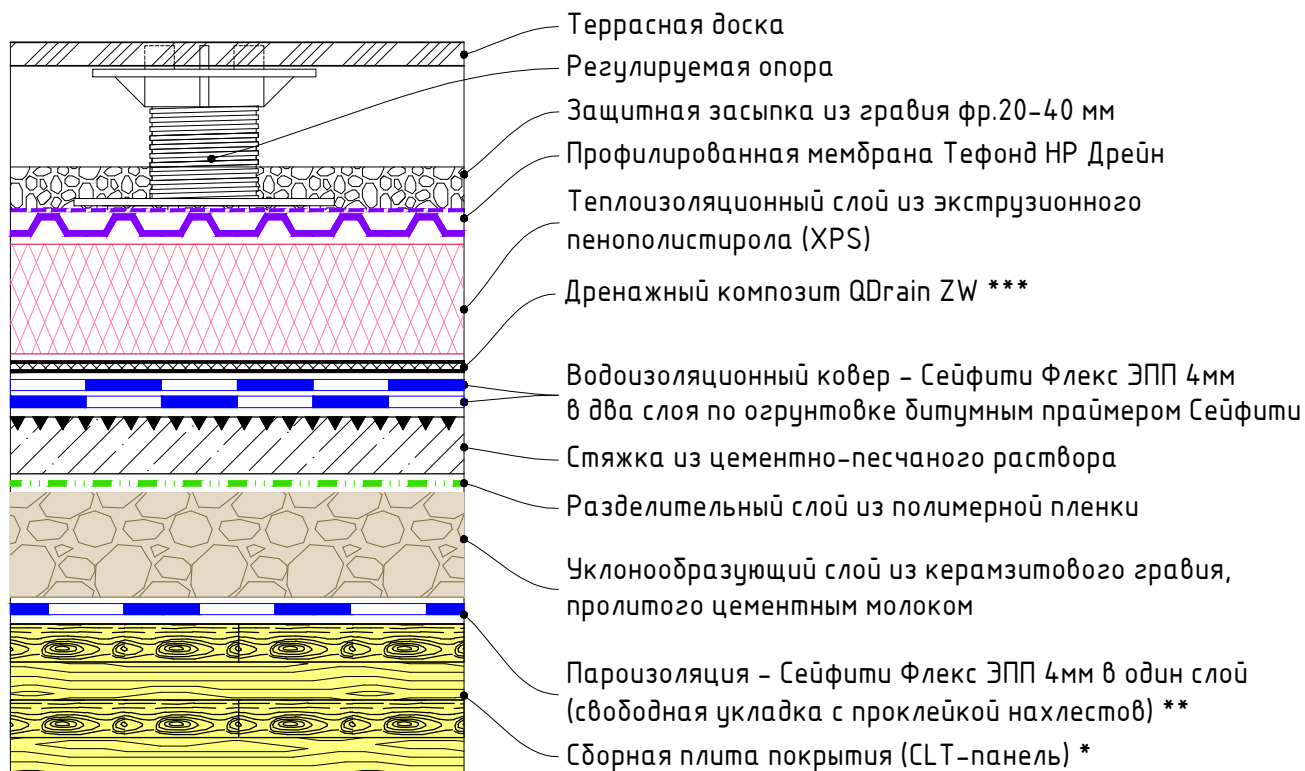 Террасная доска
Регулируемая опора
Защитная засыпка из гравия фр.20-40 мм
Профилированная мембрана Тефонд НР Дрейн
Теплоизоляционный слой из экструзионного
пенополистирола (XPS)
Дренажный композит QDrain ZW ***
Водоизоляционный ковер - Сейфити Флекс ЭПП 4мм
в два слоя по огрунтовке битумным праймером Сейфити
Стяжка из цементно-песчаного раствора
Разделительный слой из полимерной пленки
Уклонообразующий слой из керамзитового гравия,
пролитого цементным молоком
Пароизоляция - Сейфити Флекс ЭПП 4мм в один слой
(свободная укладка с проклейкой нахлестов) **
Сборная плита покрытия (CLT-панель) *